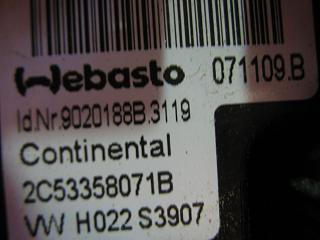 Webasto 071109.B
Id.Nr.9020188B.3119
Continental
2C53358071B
VW H022 S3907